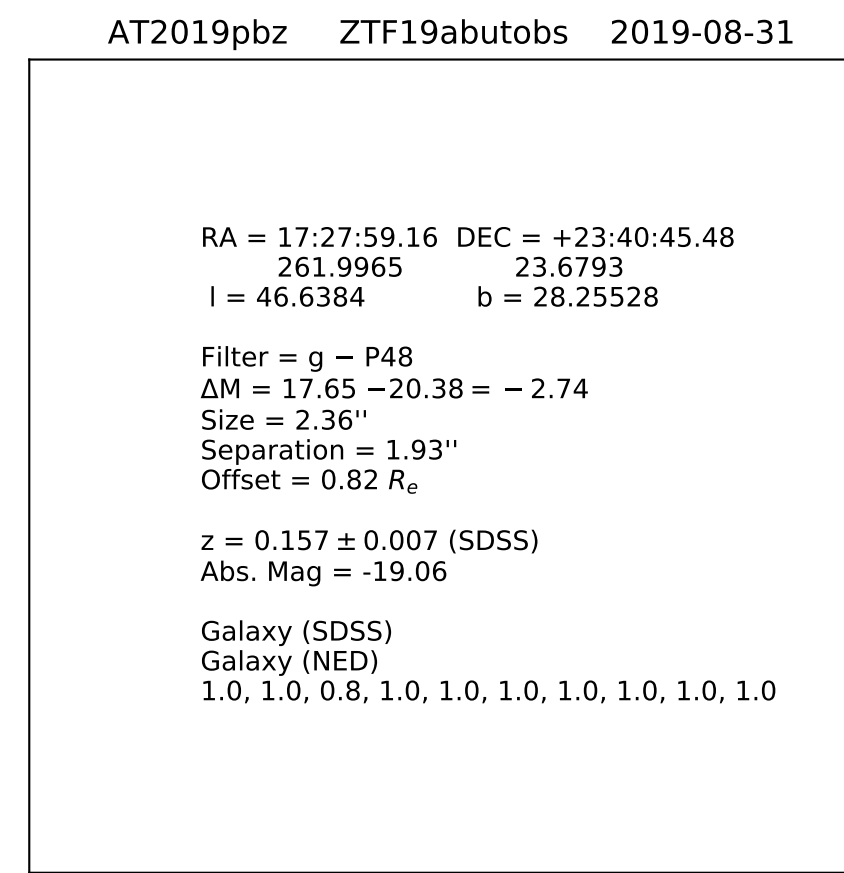 AT2019pbz ZTF19abutobs 2019-08-31
RA = 17:27:59.16 DEC = +23:40:45.48
261.9965 23.6793
l = 46.6384 b = 28.25528
Filter = g − P48
ΔM = 17.65 −20.38 = − 2.74
Size = 2.36''
Separation = 1.93''
Offset = 0.82 Re
z = 0.157 ± 0.007 (SDSS)
Abs. Mag = -19.06
Galaxy (SDSS)
Galaxy (NED)
1.0, 1.0, 0.8, 1.0, 1.0, 1.0, 1.0, 1.0, 1.0, 1.0